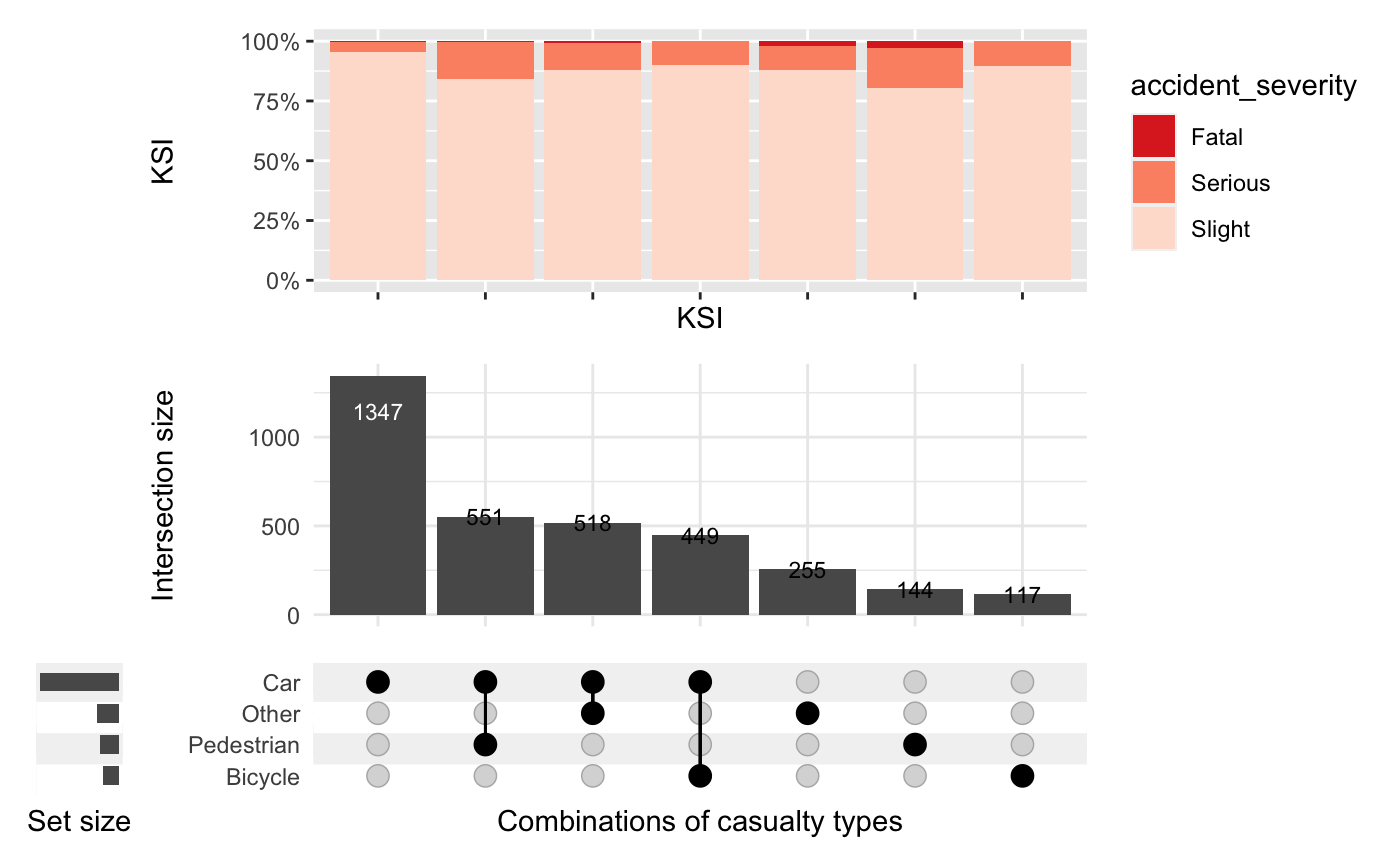 100%
75%
50%
25%
0%
KSI
KSI
accident_severity
Fatal
Serious
Slight
Intersection size
1000
500
0
1347
551
518
449
255
144
117
Car
Other
Pedestrian
Bicycle
Set size
Combinations of casualty types